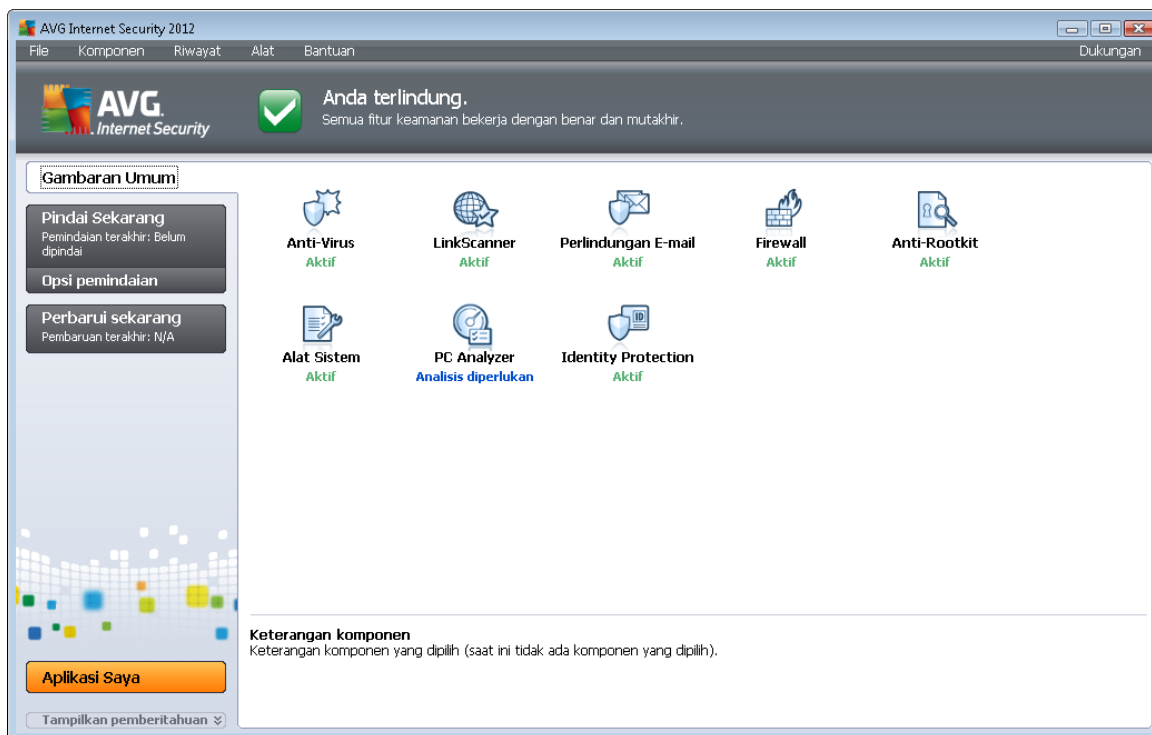 AVG Internet Security 2012
File Komponen Riwayat Alat Bantuan Dukungan
AVG.
Internet Security
Anda terlindung.
Semua fitur keamanan bekerja dengan benar dan mutakhir.
Gambaran Umum
Pindai Sekarang
Pemindaian terakhir: Belum
dipindai
Opsi pemindaian
Perbarui sekarang
Pembaruan terakhir: N/A
Anti-Virus
Aktif
LinkScanner
Aktif
Perlindungan E-mail
Aktif
Firewall
Aktif
Anti-Rootkit
Aktif
Alat Sistem
Aktif
PC Analyzer
Analisis diperlukan
ID
Identity Protection
Aktif
Keterangan komponen
Keterangan komponen yang dipilih (saat ini tidak ada komponen yang dipilih).
Aplikasi Saya
Tampilkan pemberitahuan